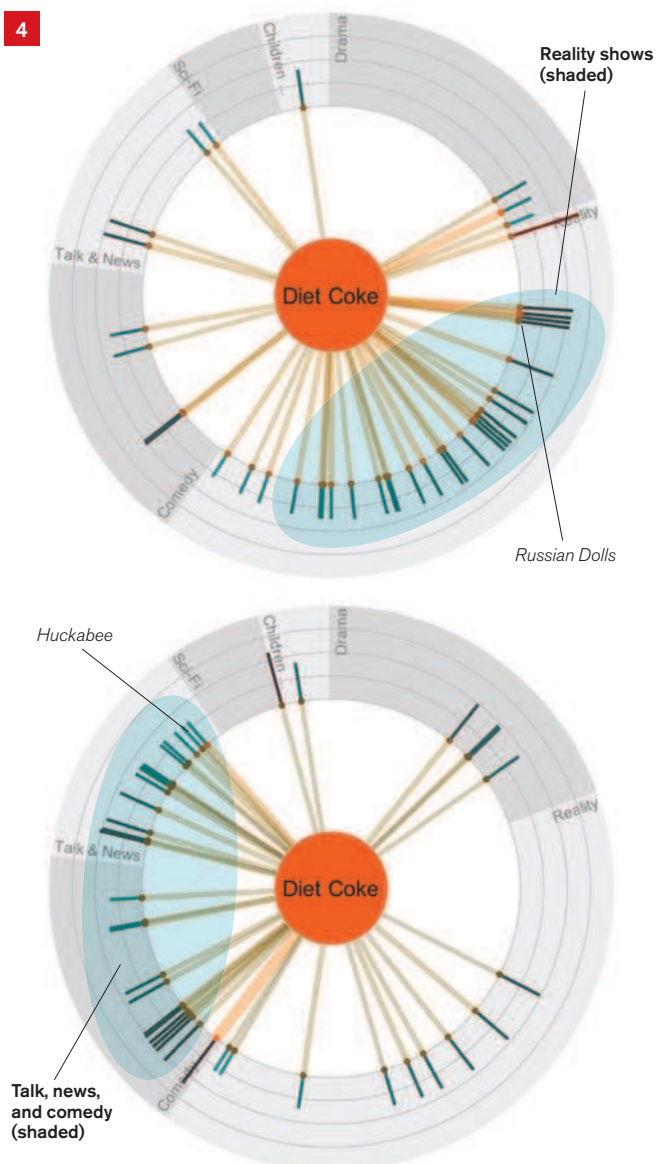 4
Children ...
Drama
Sci-Fi
Reality shows
(shaded)
Reality
Talk & News
Diet Coke
Comedy
Russian Dolls
Huckabee
Children ...
Drama
Sci-Fi
Reality
Talk & News
Diet Coke
Comedy
Talk, news,
and comedy
(shaded)